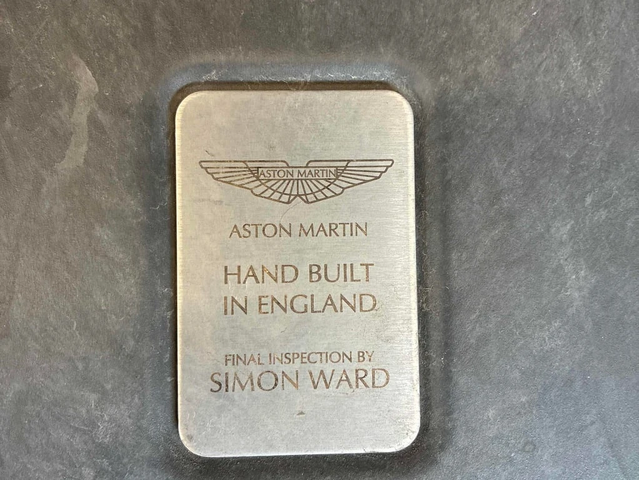 ASTON MARTIN
ASTON MARTIN
HAND BUILT
IN ENGLAND
FINAL INSPECTION BY
SIMON WARD